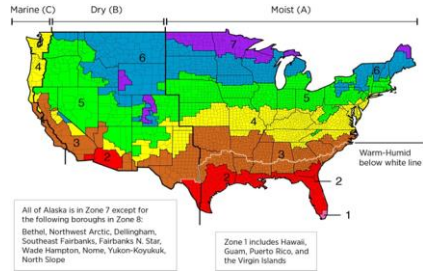 Marine (C)
Dry (B)
Moist (A)
7
6
6
4
5
5
4
3
3
2
2
Warm-Humid
below white line
2
1
All of Alaska is in Zone 7 except for
the following boroughs in Zone 8:
Bethel, Northwest Arctic, Dellingham,
Southeast Fairbanks, Fairbanks N. Star,
Wade Hampton, Nome, Yukon-Koyukuk,
North Slope
Zone 1 includes Hawaii,
Guam, Puerto Rico, and
the Virgin Islands